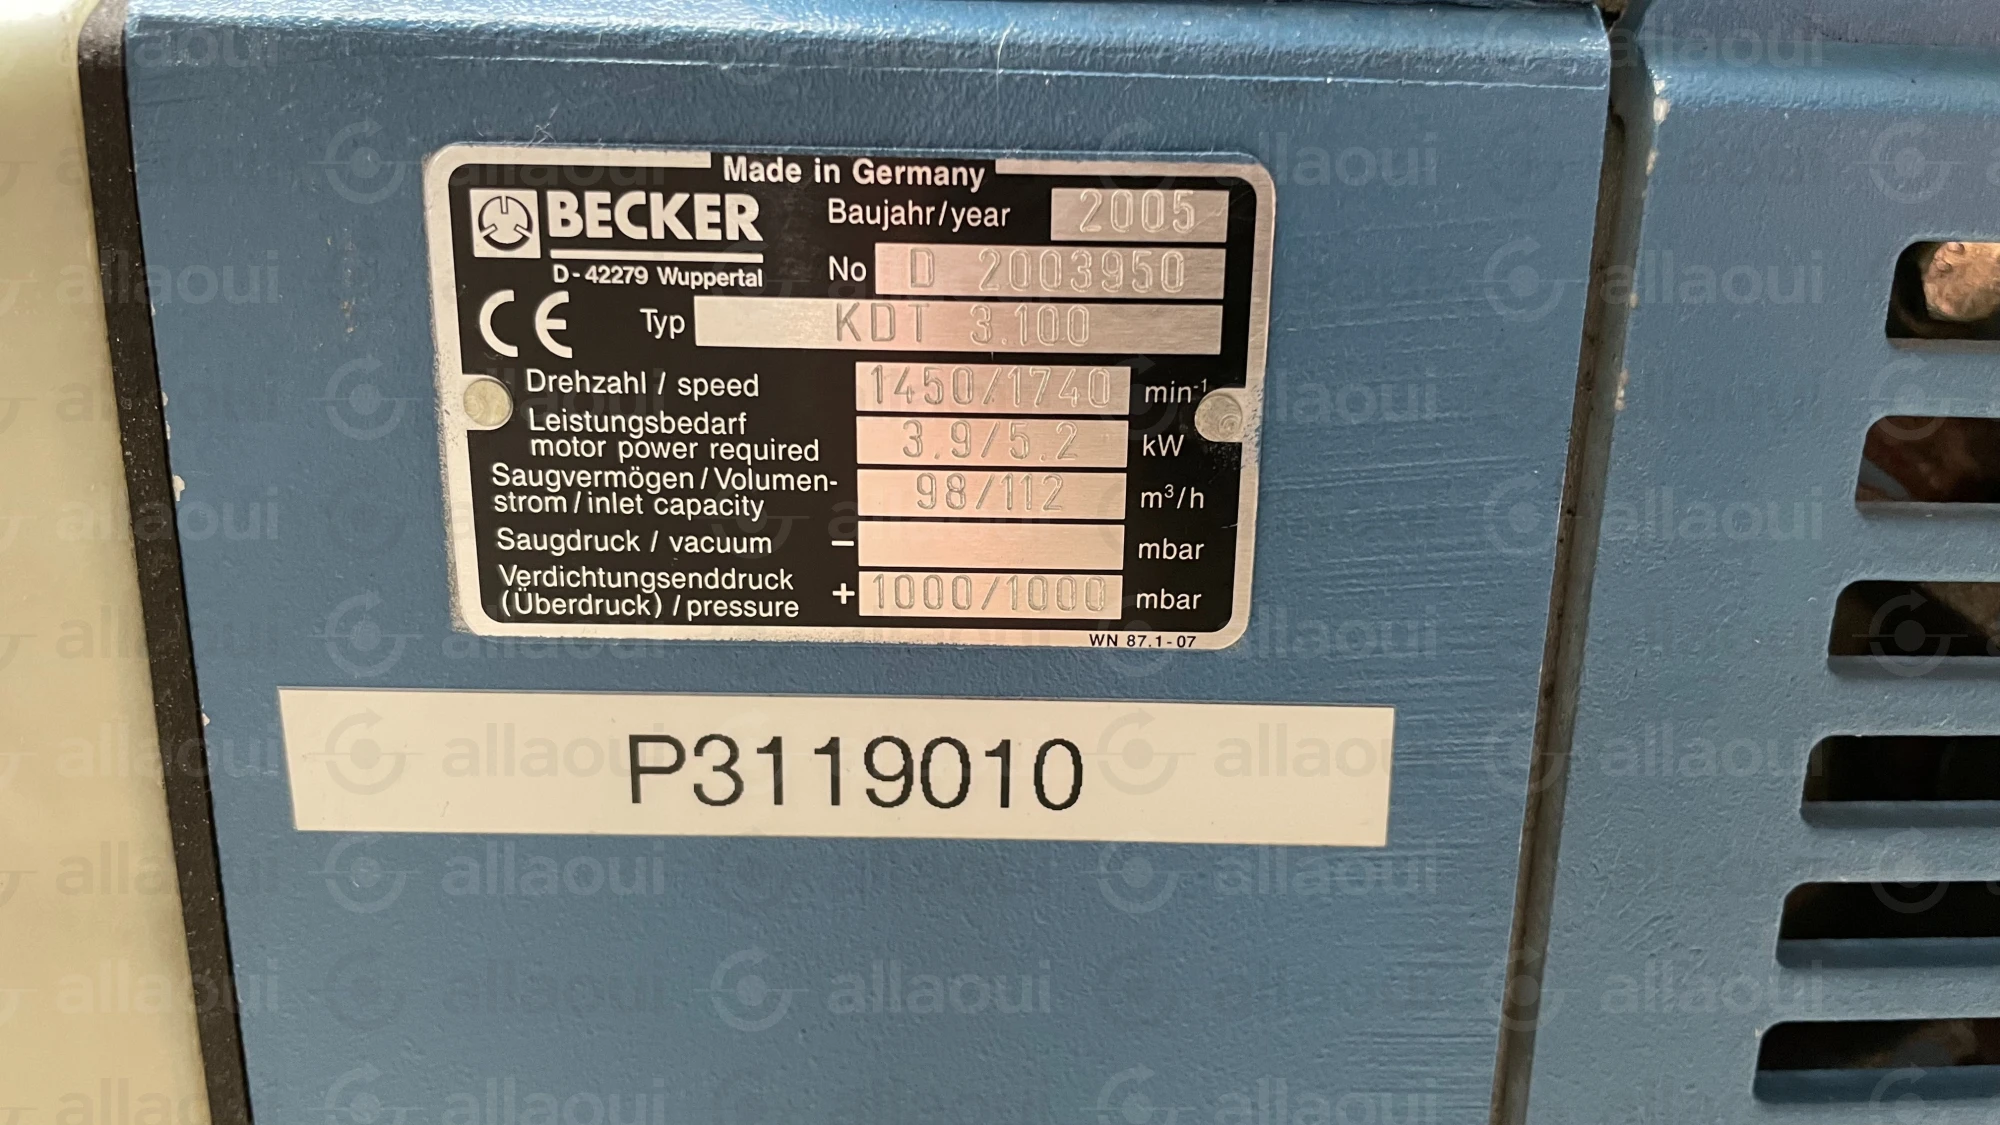 Made in Germany
BECKER
Baujahr/year 2005
D-42279 Wuppertal
No D 2003950
CE Typ KDT 3.100
Drehzahl / speed 1450/1740 min-1
Leistungsbedarf
motor power required 3.9/5.2 kW
Saugvermögen/Volumen-
strom/inlet capacity 98/112 m³/h
Saugdruck / vacuum − mbar
Verdichtungsenddruck
(Überdruck) / pressure + 1000/1000 mbar
WN 87.1-07
P3119010
allaoui